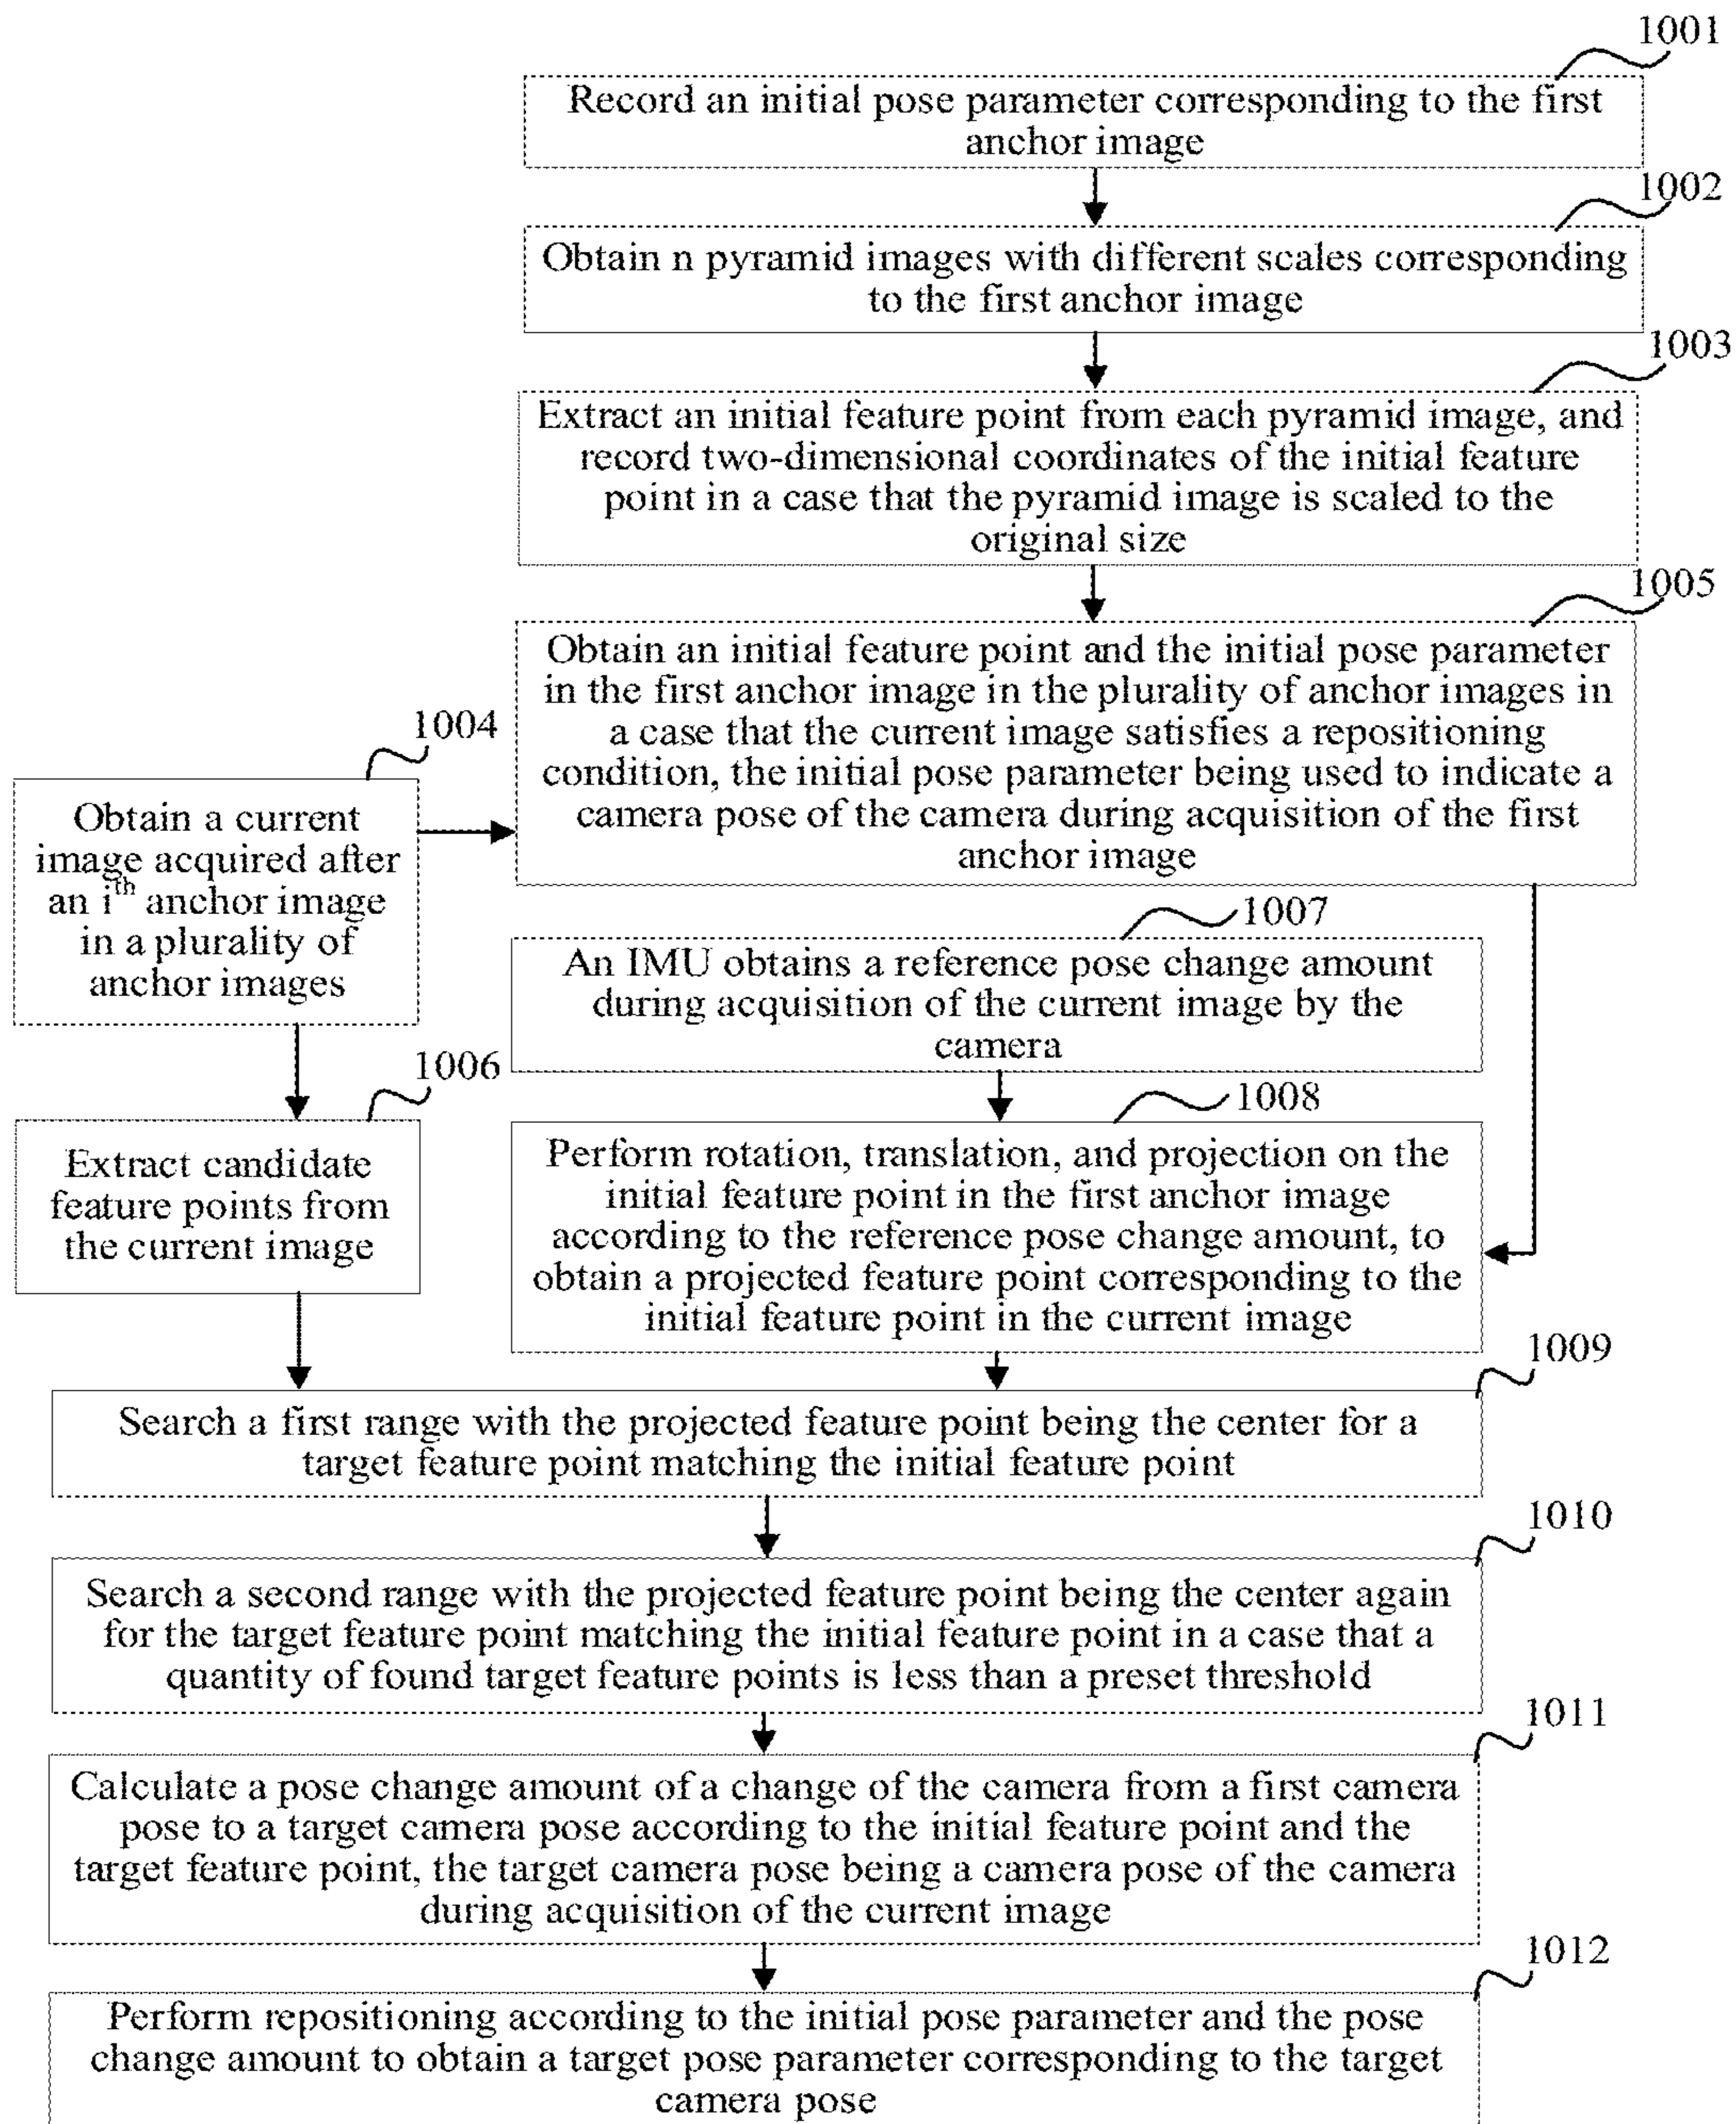 1001
Record an initial pose parameter corresponding to the first
anchor image
1002
Obtain n pyramid images with different scales corresponding
to the first anchor image
1003
Extract an initial feature point from each pyramid image, and
record two-dimensional coordinates of the initial feature
point in a case that the pyramid image is scaled to the
original size
1005
Obtain an initial feature point and the initial pose parameter
in the first anchor image in the plurality of anchor images in
a case that the current image satisfies a repositioning
condition, the initial pose parameter being used to indicate a
camera pose of the camera during acquisition of the first
anchor image
1004
Obtain a current
image acquired after
an i^th anchor image
in a plurality of
anchor images
1007
An IMU obtains a reference pose change amount
during acquisition of the current image by the
camera
1006
Extract candidate
feature points from
the current image
1008
Perform rotation, translation, and projection on the
initial feature point in the first anchor image
according to the reference pose change amount, to
obtain a projected feature point corresponding to the
initial feature point in the current image
1009
Search a first range with the projected feature point being the center for a
target feature point matching the initial feature point
1010
Search a second range with the projected feature point being the center again
for the target feature point matching the initial feature point in a case that a
quantity of found target feature points is less than a preset threshold
1011
Calculate a pose change amount of a change of the camera from a first camera
pose to a target camera pose according to the initial feature point and the
target feature point, the target camera pose being a camera pose of the camera
during acquisition of the current image
1012
Perform repositioning according to the initial pose parameter and the pose
change amount to obtain a target pose parameter corresponding to the target
camera pose